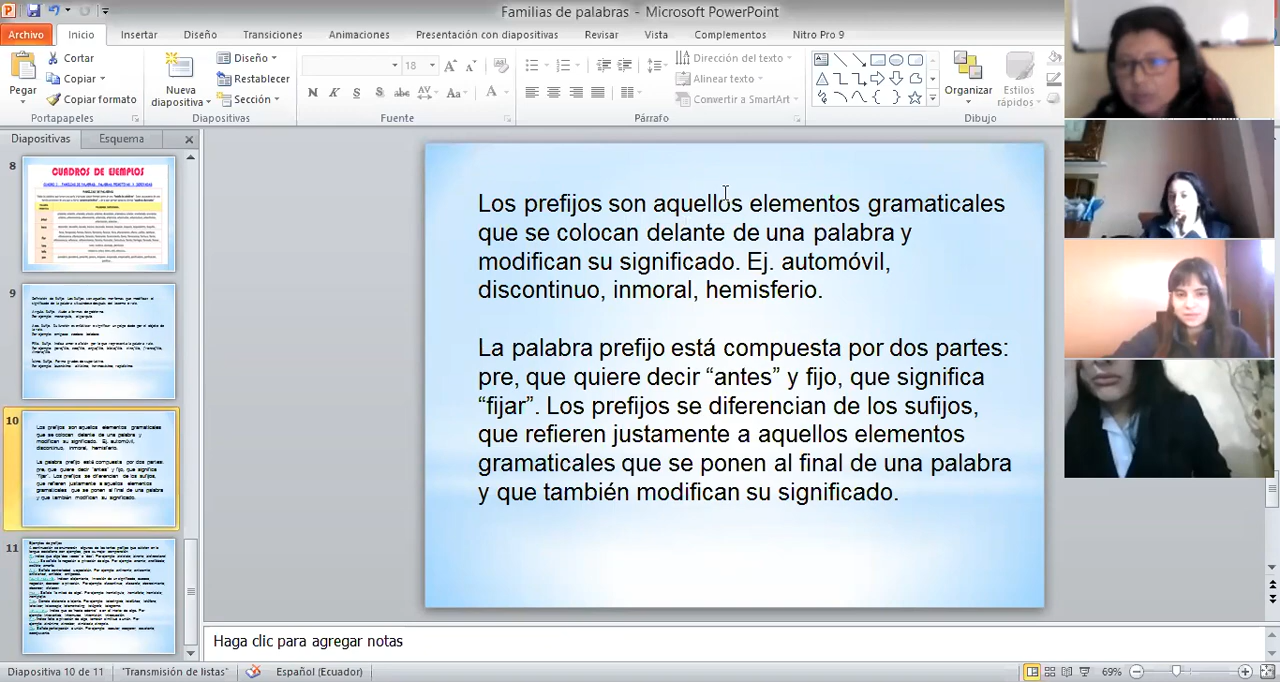 Familias de palabras - Microsoft PowerPoint
Archivo Inicio Insertar Diseño Transiciones Animaciones Presentación con diapositivas Revisar Vista Complementos Nitro Pro 9
Pegar
Cortar
Copiar
Copiar formato
Portapapeles
Nueva
diapositiva
Diseño
Restablecer
Sección
Diapositivas
18
Fuente
Dirección del texto
Alinear texto
Convertir a SmartArt
Párrafo
Organizar
Estilos
rápidos
Dibujo
Diapositivas Esquema
8
CUADROS DE EJEMPLOS
9
10
11
Los prefijos son aquellos elementos gramaticales
que se colocan delante de una palabra y
modifican su significado. Ej. automóvil,
discontinuo, inmoral, hemisferio.
La palabra prefijo está compuesta por dos partes:
pre, que quiere decir “antes” y fijo, que significa
“fijar”. Los prefijos se diferencian de los sufijos,
que refieren justamente a aquellos elementos
gramaticales que se ponen al final de una palabra
y que también modifican su significado.
Haga clic para agregar notas
Diapositiva 10 de 11 "Transmisión de listas" Español (Ecuador) 69%